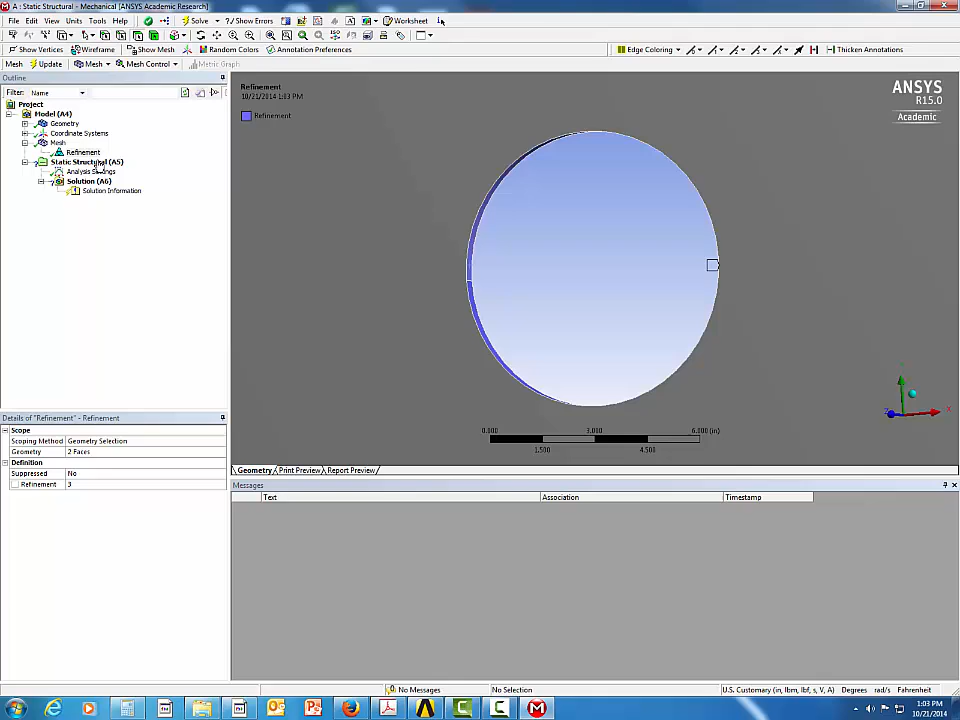 A : Static Structural - Mechanical [ANSYS Academic Research]
File Edit View Units Tools Help Solve Show Errors Worksheet
Show Vertices Wireframe Show Mesh Random Colors Annotation Preferences Edge Coloring Thicken Annotations
Mesh Update Mesh Mesh Control Metric Graph
Outline
Filter: Name
Project
Model (A4)
Geometry
Coordinate Systems
Mesh
Refinement
Static Structural (A5)
Analysis Settings
Solution (A6)
Solution Information
Refinement
10/21/2014 1:03 PM
Refinement
ANSYS
R15.0
Academic
X
0.000 3.000 6.000 (in)
1.500 4.500
Geometry Print Preview Report Preview
Details of "Refinement" - Refinement
Scope
Scoping Method Geometry Selection
Geometry 2 Faces
Definition
Suppressed No
Refinement 3
Messages
Text Association Timestamp
No Messages No Selection U.S. Customary (in, lbm, lbf, s, V, A) Degrees rad/s Fahrenheit
1:03 PM
10/21/2014